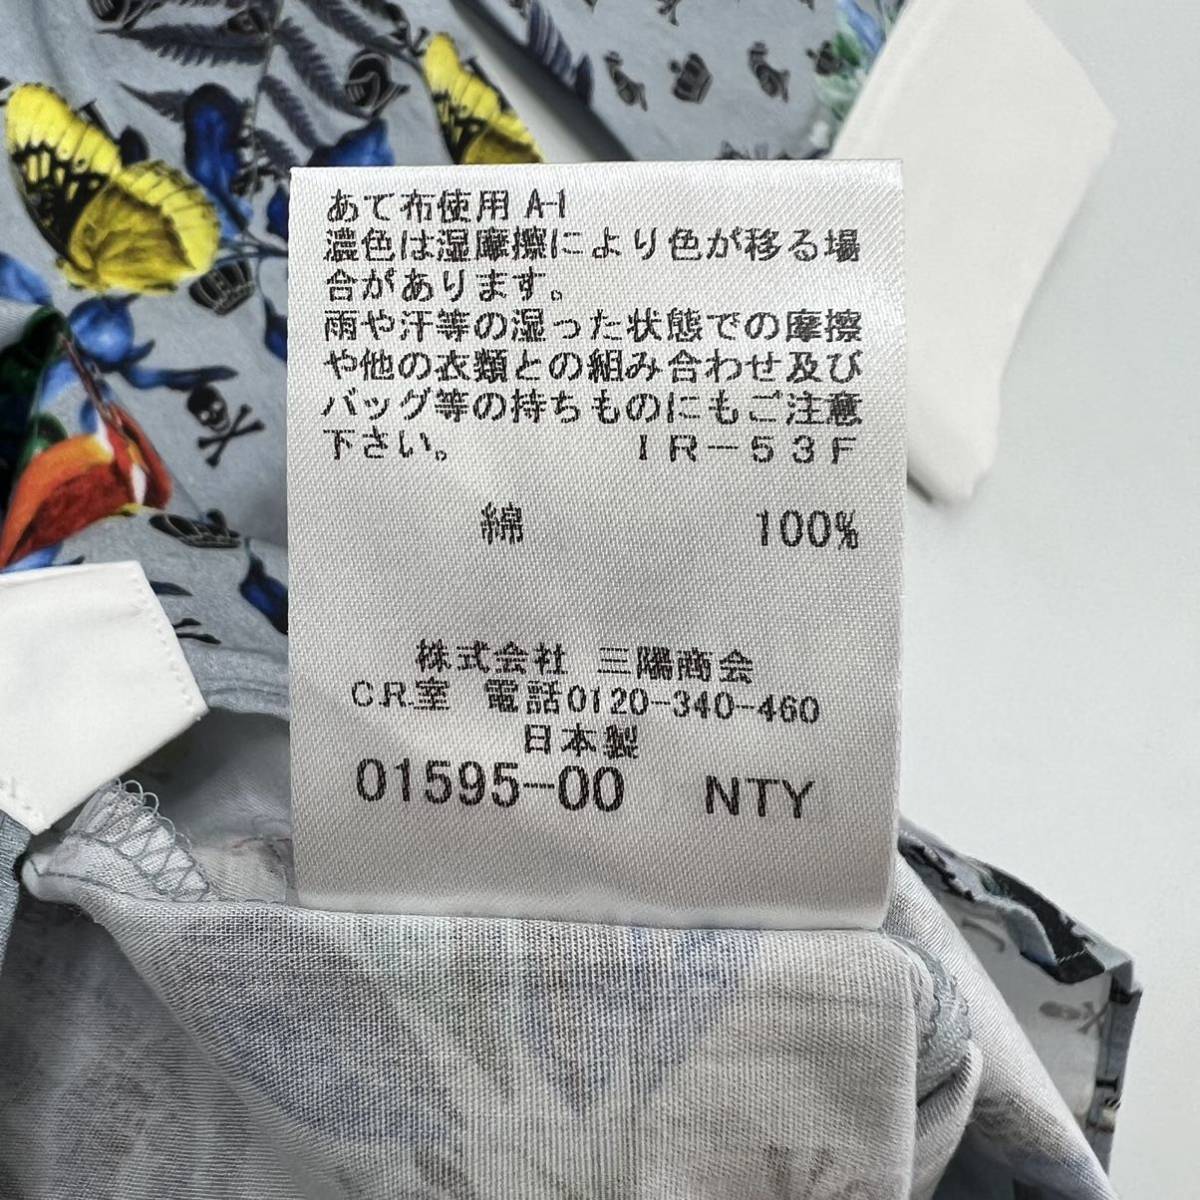 あて布使用 A-1
濃色は湿摩擦により色が移る場
合があります。
雨や汗等の湿った状態での摩擦
や他の衣類との組み合わせ及び
バッグ等の持ちものにもご注意
下さい。 IR-53F
綿 100%
株式会社 三陽商会
C.R.室 電話0120-340-460
日本製
01595-00 NTY